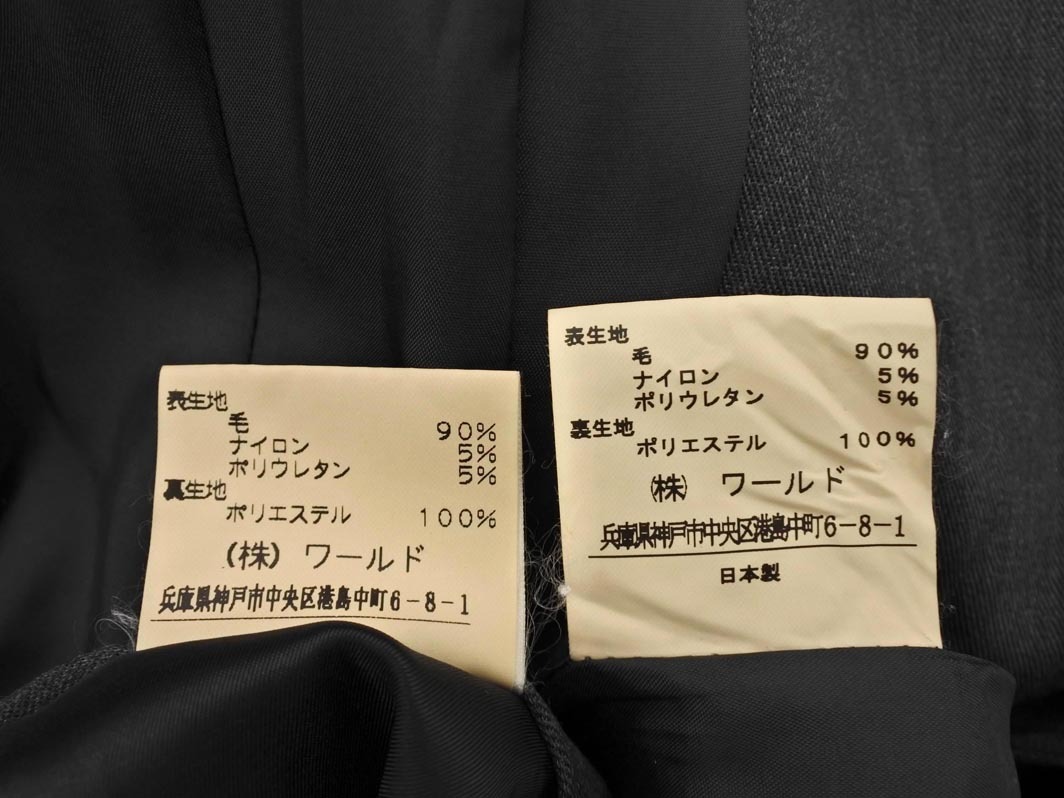 表生地
毛 90%
ナイロン 5%
ポリウレタン 5%
裏生地
ポリエステル 100%
(株) ワールド
兵庫県神戸市中央区港島中町6-8-1
表生地
毛 90%
ナイロン 5%
ポリウレタン 5%
裏生地
ポリエステル 100%
(株) ワールド
兵庫県神戸市中央区港島中町6-8-1
日本製